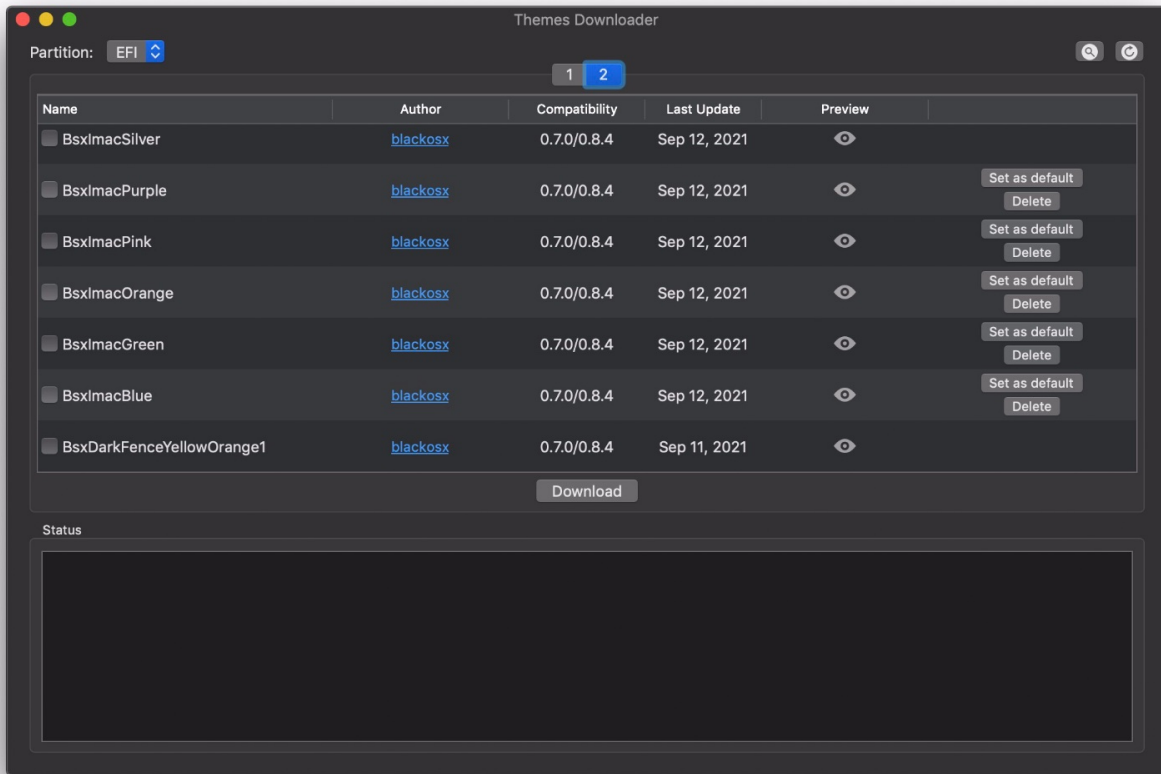 Themes Downloader
Partition: EFI
1 2
Name Author Compatibility Last Update Preview
BsxImacSilver blackosx 0.7.0/0.8.4 Sep 12, 2021
BsxImacPurple blackosx 0.7.0/0.8.4 Sep 12, 2021 Set as default
Delete
BsxImacPink blackosx 0.7.0/0.8.4 Sep 12, 2021 Set as default
Delete
BsxImacOrange blackosx 0.7.0/0.8.4 Sep 12, 2021 Set as default
Delete
BsxImacGreen blackosx 0.7.0/0.8.4 Sep 12, 2021 Set as default
Delete
BsxImacBlue blackosx 0.7.0/0.8.4 Sep 12, 2021 Set as default
Delete
BsxDarkFenceYellowOrange1 blackosx 0.7.0/0.8.4 Sep 11, 2021
Download
Status